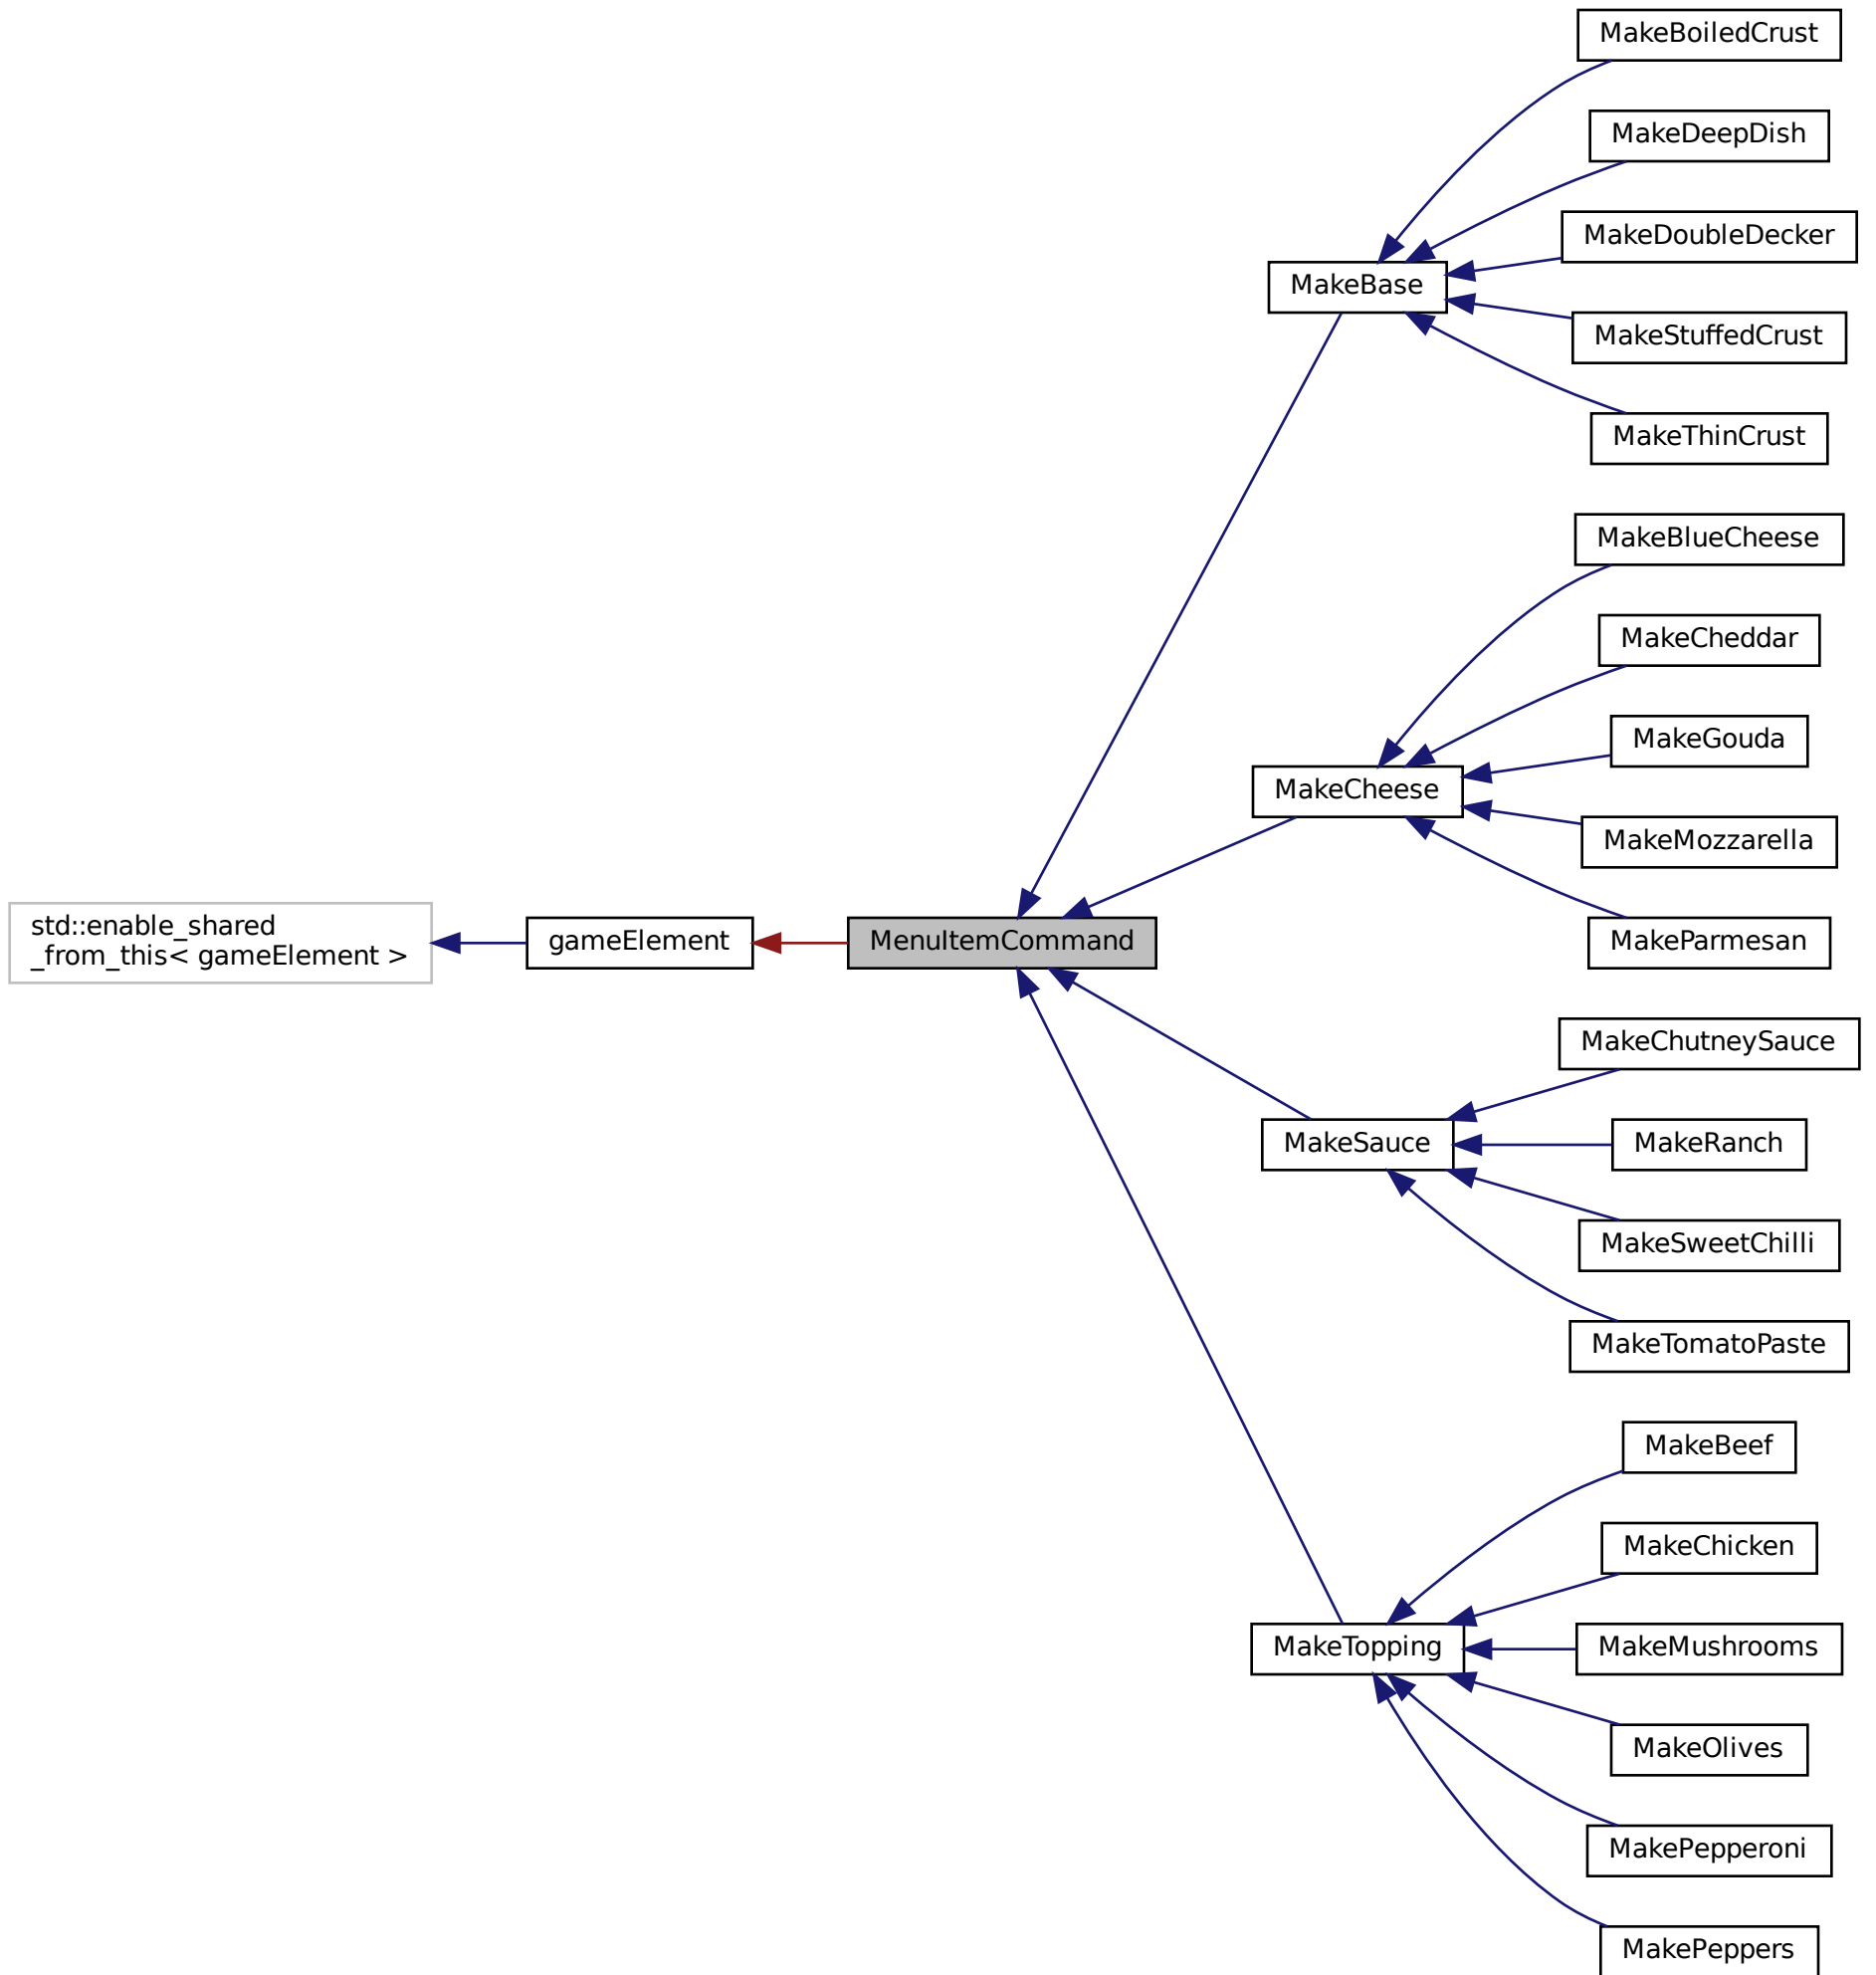 MakeBoiledCrust
MakeDeepDish
MakeDoubleDecker
MakeBase
MakeStuffedCrust
MakeThinCrust
MakeBlueCheese
MakeCheddar
MakeGouda
MakeCheese
MakeMozzarella
MakeParmesan
std::enable_shared
_from_this< gameElement >
gameElement
MenuItemCommand
MakeChutneySauce
MakeSauce
MakeRanch
MakeSweetChilli
MakeTomatoPaste
MakeBeef
MakeChicken
MakeTopping
MakeMushrooms
MakeOlives
MakePepperoni
MakePeppers